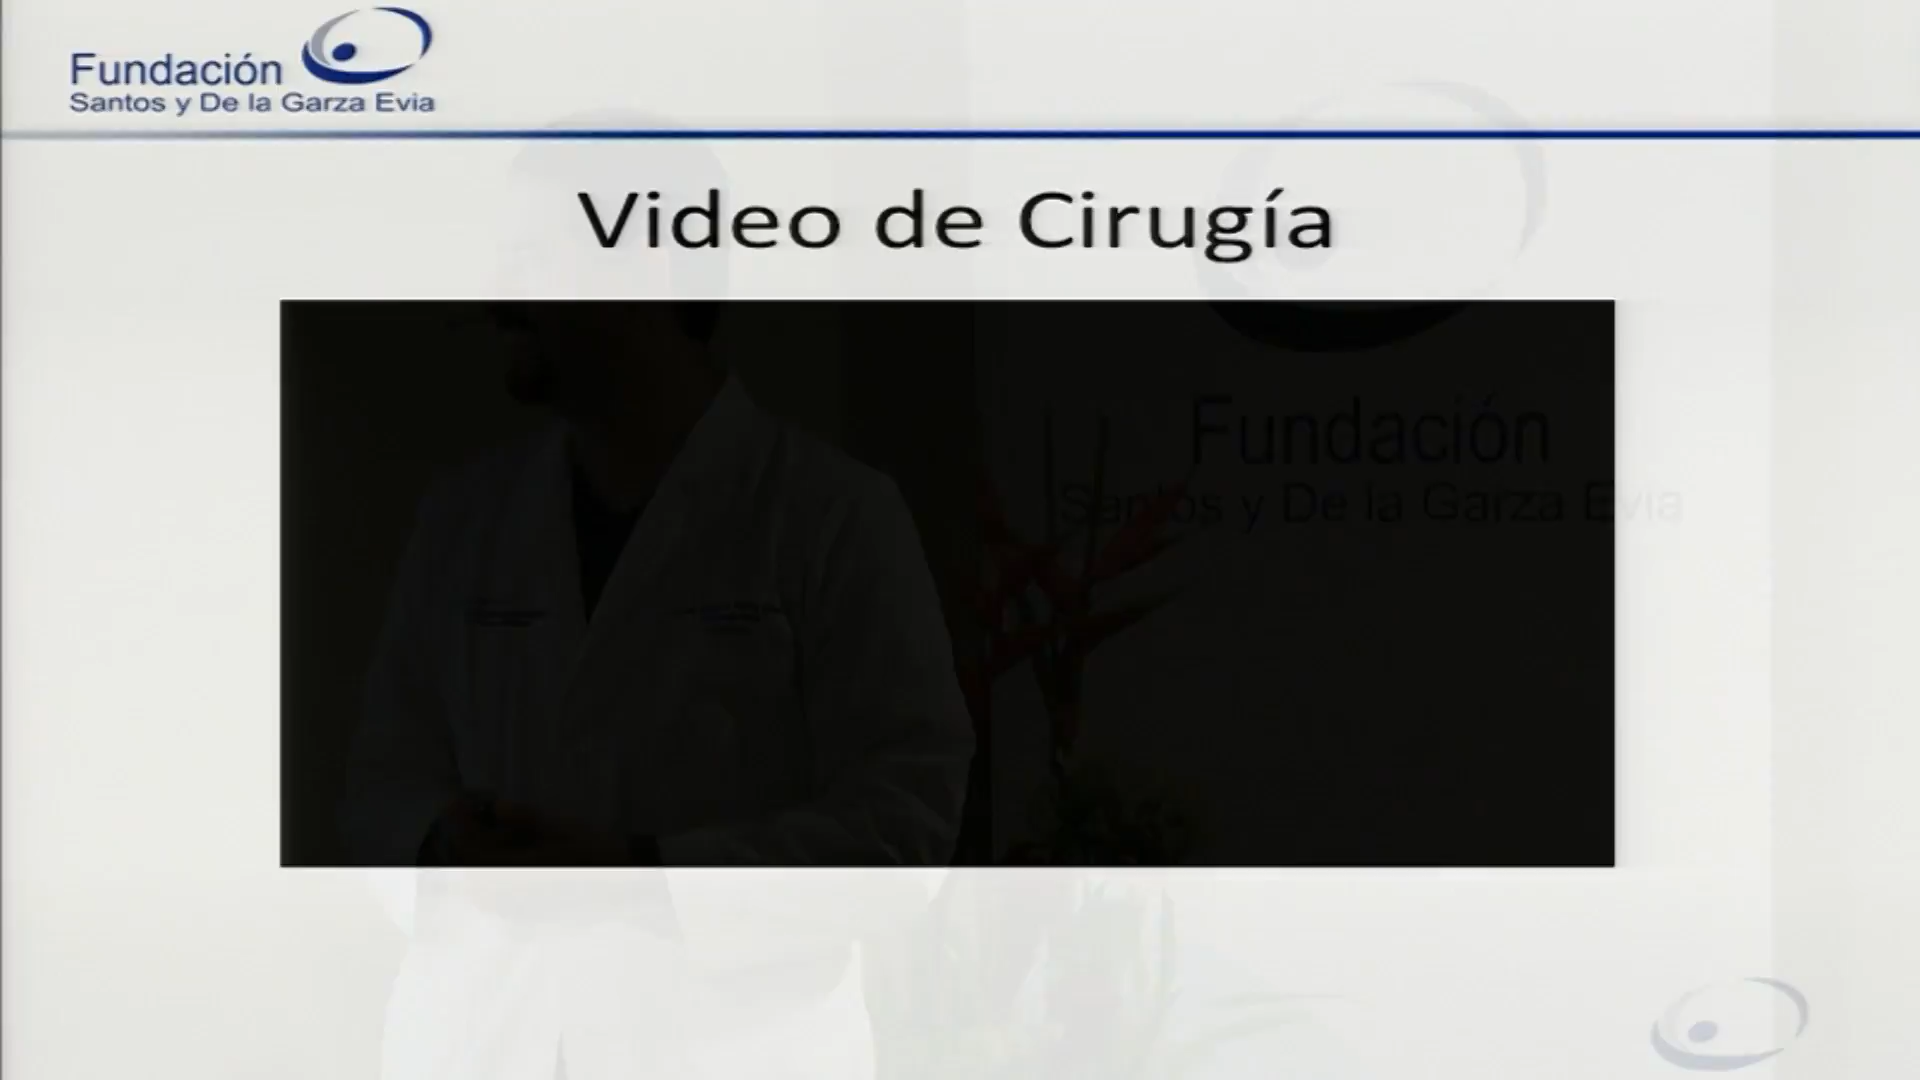 Fundación
Santos y De la Garza Evia
Video de Cirugía
Fundación
Santos y De la Garza Evia